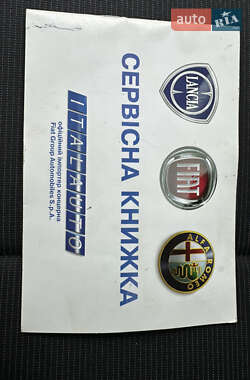 AUTO RIA
LANCIA
FIAT
ALFA ROMEO
СЕРВІСНА КНИЖКА
ITALAUTO
офіційний імпортер концерна
Fiat Group Automobiles S.p.A.